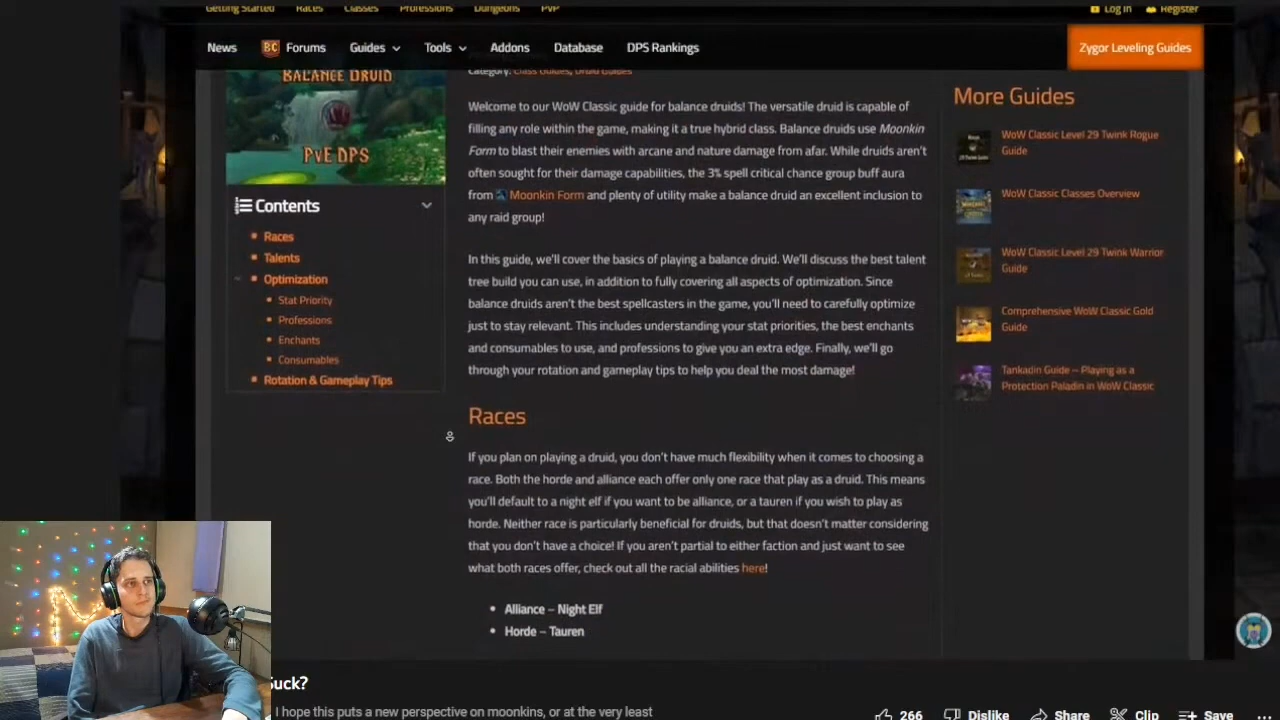 Getting Started Races Classes Professions Dungeons PvP Log In Register
News BC Forums Guides Tools Addons Database DPS Rankings Zygor Leveling Guides
BALANCE DRUID
PVE DPS
Contents
Races
Talents
Optimization
Stat Priority
Professions
Enchants
Consumables
Rotation & Gameplay Tips
Category: Class Guides, Druid Guides
Welcome to our WoW Classic guide for balance druids! The versatile druid is capable of
filling any role within the game, making it a true hybrid class. Balance druids use Moonkin
Form to blast their enemies with arcane and nature damage from afar. While druids aren't
often sought for their damage capabilities, the 3% spell critical chance group buff aura
from Moonkin Form and plenty of utility make a balance druid an excellent inclusion to
any raid group!
In this guide, we'll cover the basics of playing a balance druid. We'll discuss the best talent
tree build you can use, in addition to fully covering all aspects of optimization. Since
balance druids aren't the best spellcasters in the game, you'll need to carefully optimize
just to stay relevant. This includes understanding your stat priorities, the best enchants
and consumables to use, and professions to give you an extra edge. Finally, we'll go
through your rotation and gameplay tips to help you deal the most damage!
Races
If you plan on playing a druid, you don't have much flexibility when it comes to choosing a
race. Both the horde and alliance each offer only one race that play as a druid. This means
you'll default to a night elf if you want to be alliance, or a tauren if you wish to play as
horde. Neither race is particularly beneficial for druids, but that doesn't matter considering
that you don't have a choice! If you aren't partial to either faction and just want to see
what both races offer, check out all the racial abilities here!
Alliance – Night Elf
Horde – Tauren
More Guides
WoW Classic Level 29 Twink Rogue
Guide
WoW Classic Classes Overview
WoW Classic Level 29 Twink Warrior
Guide
Comprehensive WoW Classic Gold
Guide
Tankadin Guide – Playing as a
Protection Paladin in WoW Classic
Suck?
I hope this puts a new perspective on moonkins, or at the very least
266 Dislike Share Clip Save ...